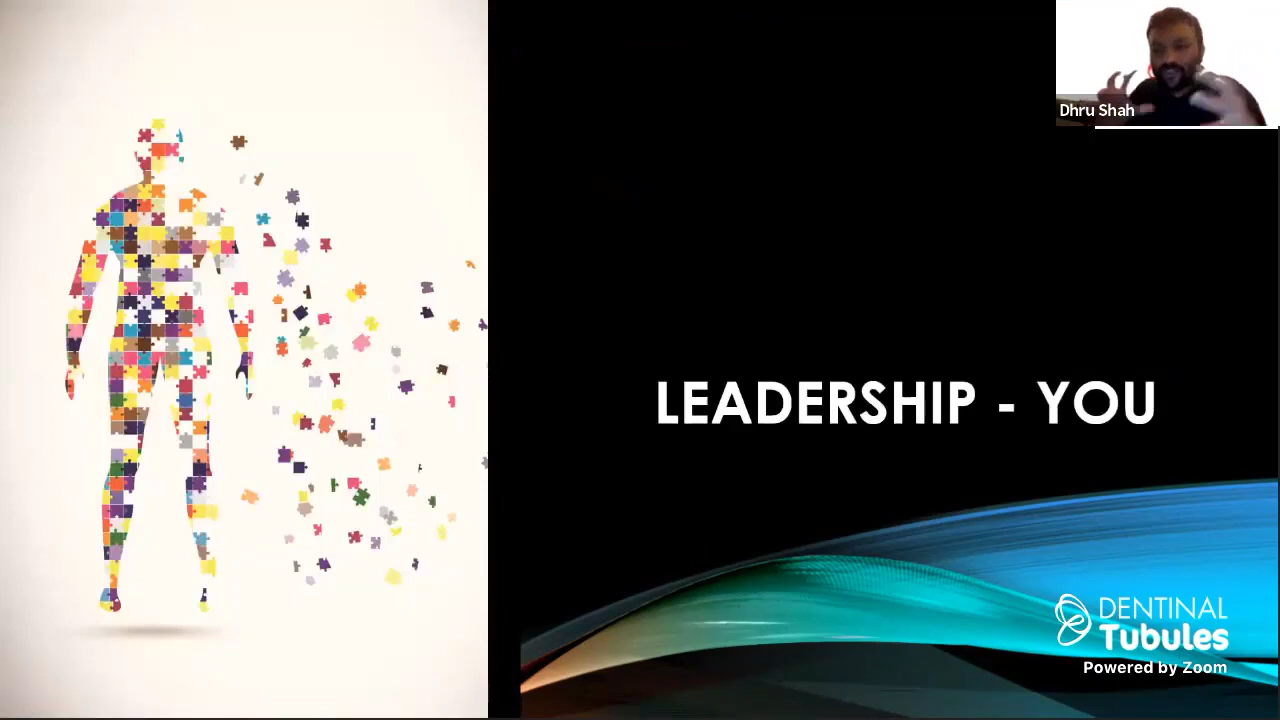 Dhru Shah
LEADERSHIP - YOU
DENTINAL
Tubules
Powered by Zoom